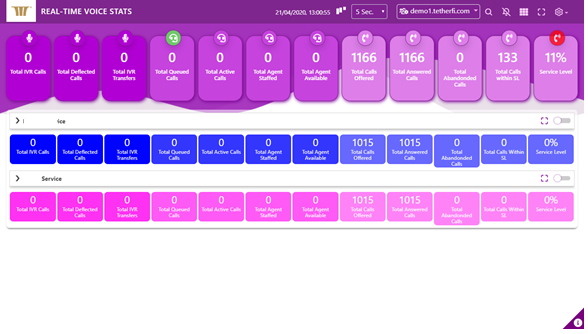 REAL-TIME VOICE STATS
21/04/2020, 13:00:55
5 Sec.
demo1.tetherfi.com
0 0 0 0 0 0 0 1166 1166 0 133 11%
Total IVR Calls Total Deflected Calls Total IVR Transfers Total Queued Calls Total Active Calls Total Agent Staffed Total Agent Available Total Calls Offered Total Answered Calls Total Abandonded Calls Total Calls within SL Service Level
ice
0 0 0 0 0 0 0 1015 1015 0 0 0%
Total IVR Calls Total Deflected Calls Total IVR Transfers Total Queued Calls Total Active Calls Total Agent Staffed Total Agent Available Total Calls Offered Total Answered Calls Total Abandonded Calls Total Calls Within SL Service Level
Service
0 0 0 0 0 0 0 1015 1015 0 0 0%
Total IVR Calls Total Deflected Calls Total IVR Transfers Total Queued Calls Total Active Calls Total Agent Staffed Total Agent Available Total Calls Offered Total Answered Calls Total Abandonded Calls Total Calls Within SL Service Level